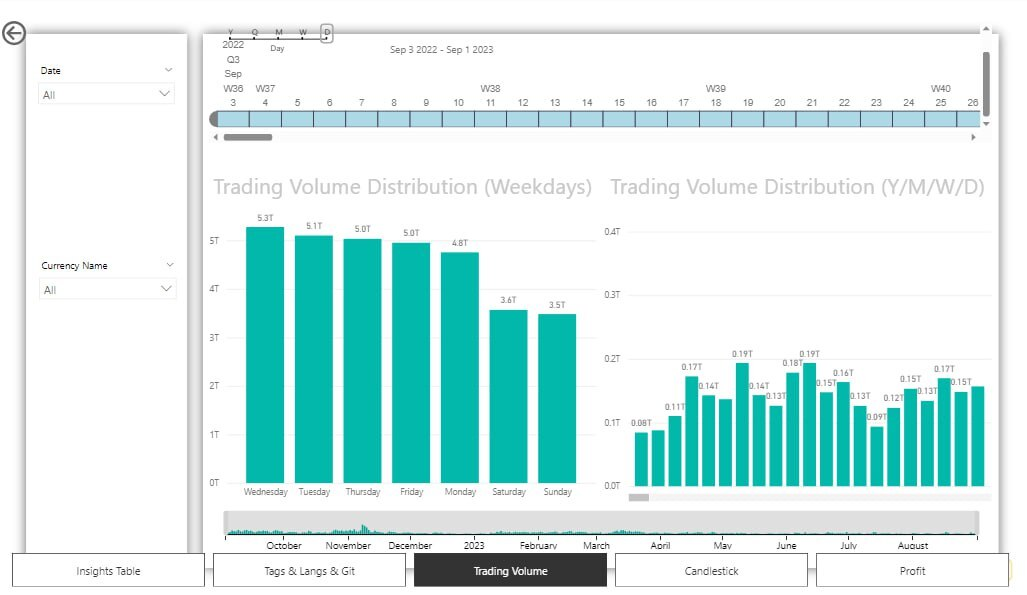 Y Q M W D
2022 Day Sep 3 2022 - Sep 1 2023
Q3
Sep
W36 W37 W38 W39 W40
3 4 5 6 7 8 9 10 11 12 13 14 15 16 17 18 19 20 21 22 23 24 25 26
Date
All
Currency Name
All
Trading Volume Distribution (Weekdays)
5T
4T
3T
2T
1T
0T
5.3T 5.1T 5.0T 5.0T 4.8T 3.6T 3.5T
Wednesday Tuesday Thursday Friday Monday Saturday Sunday
Trading Volume Distribution (Y/M/W/D)
0.4T
0.3T
0.2T
0.1T
0.0T
0.08T 0.11T 0.17T 0.14T 0.19T 0.14T 0.13T 0.18T 0.19T 0.15T 0.16T 0.13T 0.09T 0.12T 0.15T 0.13T 0.17T 0.15T
October November December 2023 February March April May June July August
Insights Table Tags & Langs & Git Trading Volume Candlestick Profit